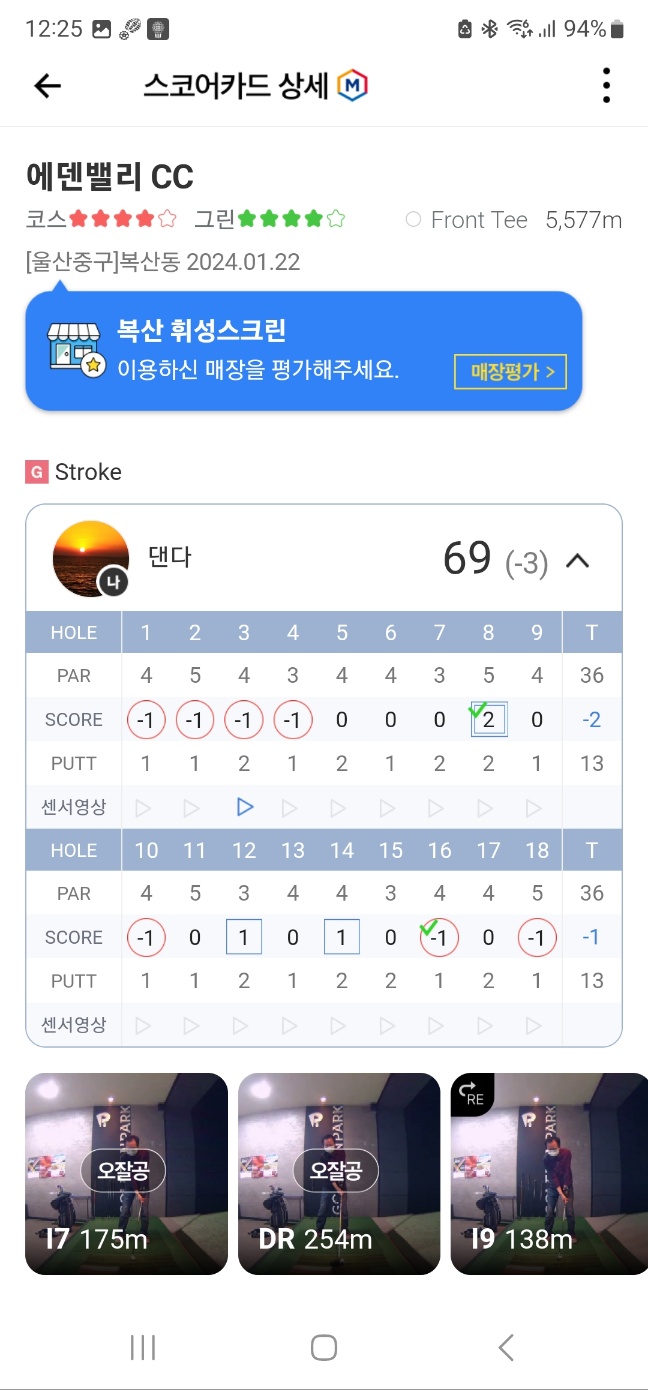 12:25 94%
스코어카드 상세 M
에덴밸리 CC
코스 그린 Front Tee 5,577m
[울산중구]복산동 2024.01.22
복산 휘성스크린
이용하신 매장을 평가해주세요.
매장평가 >
G Stroke
나 댄다 69 (-3)
HOLE 1 2 3 4 5 6 7 8 9 T
PAR 4 5 4 3 4 4 3 5 4 36
SCORE -1 -1 -1 -1 0 0 0 2 0 -2
PUTT 1 1 2 1 2 1 2 2 1 13
센서영상
HOLE 10 11 12 13 14 15 16 17 18 T
PAR 4 5 3 4 4 3 4 4 5 36
SCORE -1 0 1 0 1 0 -1 0 -1 -1
PUTT 1 1 2 1 2 2 1 2 1 13
센서영상
오잘공 오잘공 RE
I7 175m DR 254m I9 138m